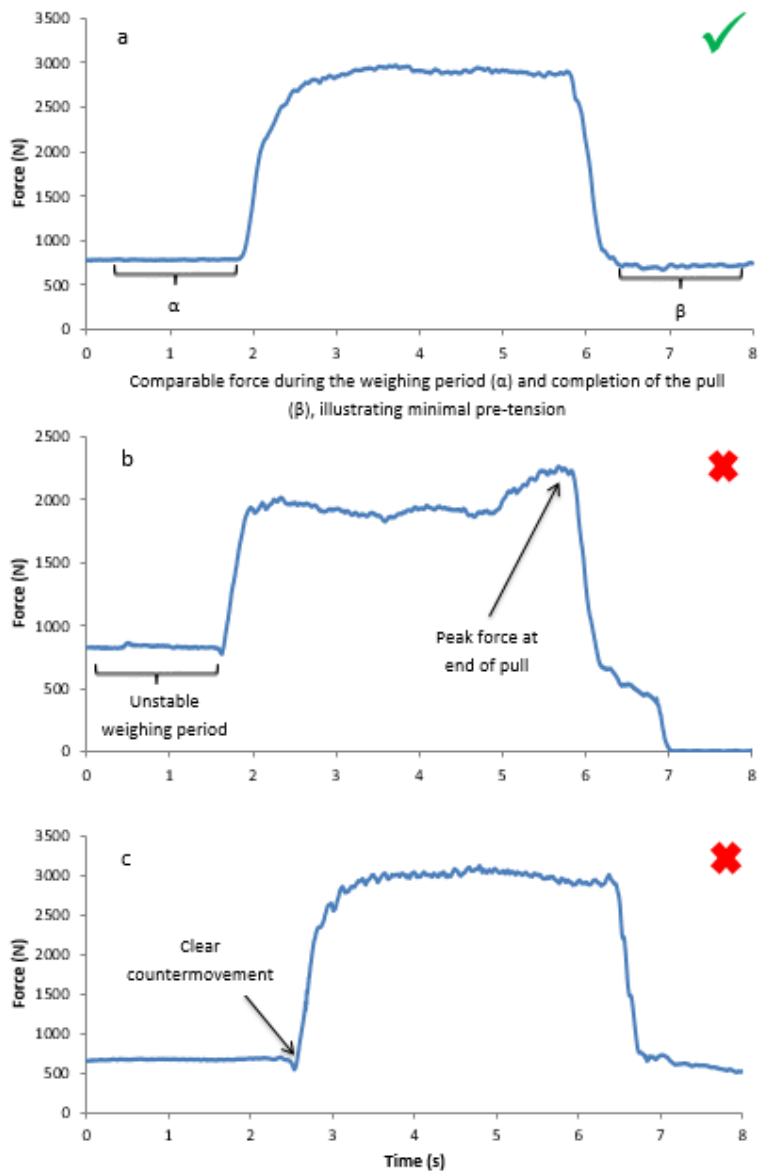 a
3500
3000
2500
2000
1500
1000
500
0
Force (N)
α
β
0 1 2 3 4 5 6 7 8
Comparable force during the weighing period (α) and completion of the pull
(β), illustrating minimal pre-tension
b
2500
2000
1500
1000
500
0
Force (N)
Unstable
weighing period
Peak force at
end of pull
0 1 2 3 4 5 6 7 8
c
3500
3000
2500
2000
1500
1000
500
0
Force (N)
Clear
countermovement
0 1 2 3 4 5 6 7 8
Time (s)